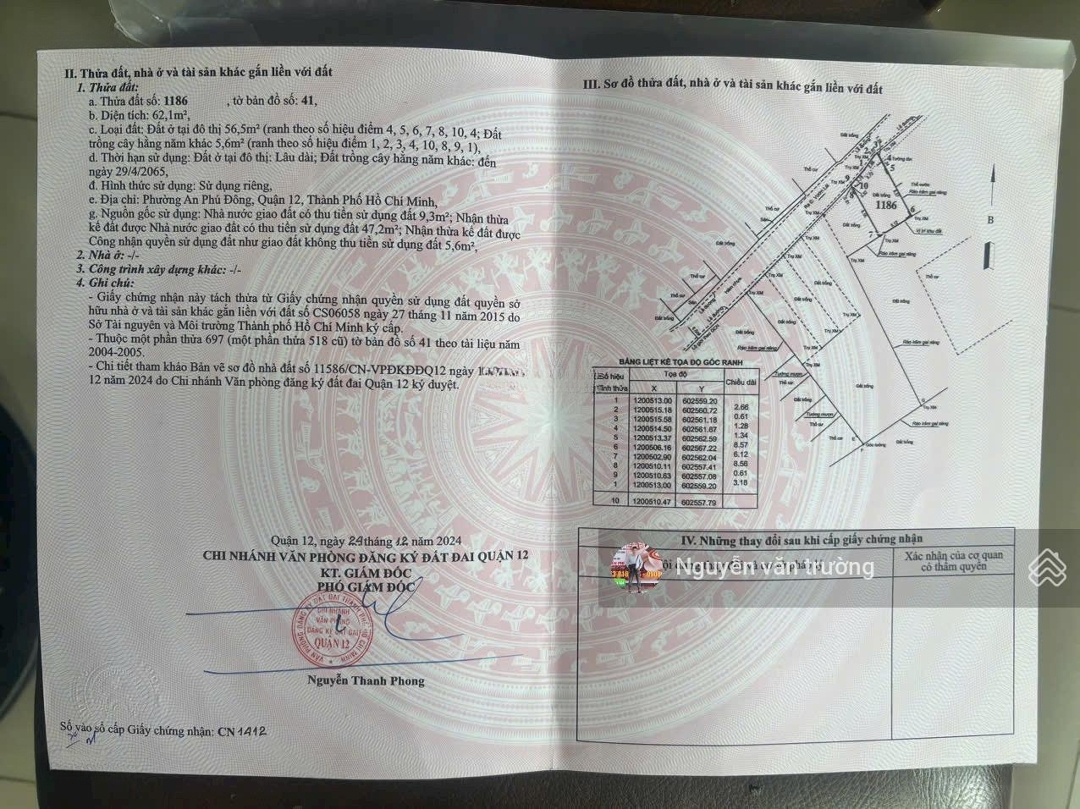 II. Thửa đất, nhà ở và tài sản khác gắn liền với đất
1. Thửa đất:
a. Thửa đất số: 1186 , tờ bản đồ số: 41,
b. Diện tích: 62,1m²,
c. Loại đất: Đất ở tại đô thị 56,5m² (ranh theo số hiệu điểm 4, 5, 6, 7, 8, 10, 4; Đất
trồng cây hằng năm khác 5,6m² (ranh theo số hiệu điểm 1, 2, 3, 4, 10, 8, 9, 1),
d. Thời hạn sử dụng: Đất ở tại đô thị: Lâu dài; Đất trồng cây hằng năm khác: đến
ngày 29/4/2065,
đ. Hình thức sử dụng: Sử dụng riêng,
e. Địa chỉ: Phường An Phú Đông, Quận 12, Thành Phố Hồ Chí Minh,
g. Nguồn gốc sử dụng: Nhà nước giao đất có thu tiền sử dụng đất 9,3m²; Nhận thừa
kế đất được Nhà nước giao đất có thu tiền sử dụng đất 47,2m²; Nhận thừa kế đất được
Công nhận quyền sử dụng đất như giao đất không thu tiền sử dụng đất 5,6m²,
2. Nhà ở: -/-
3. Công trình xây dựng khác: -/-
4. Ghi chú:
- Giấy chứng nhận này tách thửa từ Giấy chứng nhận quyền sử dụng đất quyền sở
hữu nhà ở và tài sản khác gắn liền với đất số CS06058 ngày 27 tháng 11 năm 2015 do
Sở Tài nguyên và Môi trường Thành phố Hồ Chí Minh ký cấp.
- Thuộc một phần thửa 697 (một phần thửa 518 cũ) tờ bản đồ số 41 theo tài liệu năm
2004-2005.
- Chi tiết tham khảo Bản vẽ sơ đồ nhà đất số 11586/CN-VPĐKĐĐQ12 ngày
12 năm 2024 do Chi nhánh Văn phòng đăng ký đất đai Quận 12 ký duyệt.
Quận 12, ngày 24 tháng 12 năm 2024
CHI NHÁNH VĂN PHÒNG ĐĂNG KÝ ĐẤT ĐAI QUẬN 12
KT. GIÁM ĐỐC
PHÓ GIÁM ĐỐC
CHI NHÁNH
VĂN PHÒNG
ĐĂNG KÝ ĐẤT ĐAI
QUẬN 12
Nguyễn Thanh Phong
Số vào sổ cấp Giấy chứng nhận: CN 1412
III. Sơ đồ thửa đất, nhà ở và tài sản khác gắn liền với đất
1186
B
BẢNG LIỆT KÊ TỌA ĐỘ GÓC RANH
Số hiệu đỉnh thửa Tọa độ Chiều dài
X Y
1 1200513.00 602559.20
2.66
2 1200515.18 602560.72
0.61
3 1200515.58 602561.18
1.28
4 1200514.50 602561.87
1.34
5 1200513.37 602562.59
8.57
6 1200506.16 602567.22
6.12
7 1200502.90 602562.04
8.56
8 1200510.11 602557.41
0.61
9 1200510.63 602557.08
3.18
1 1200513.00 602559.20
10 1200510.47 602557.79
IV. Những thay đổi sau khi cấp giấy chứng nhận
Xác nhận của cơ quan
có thẩm quyền
Nguyễn văn trường